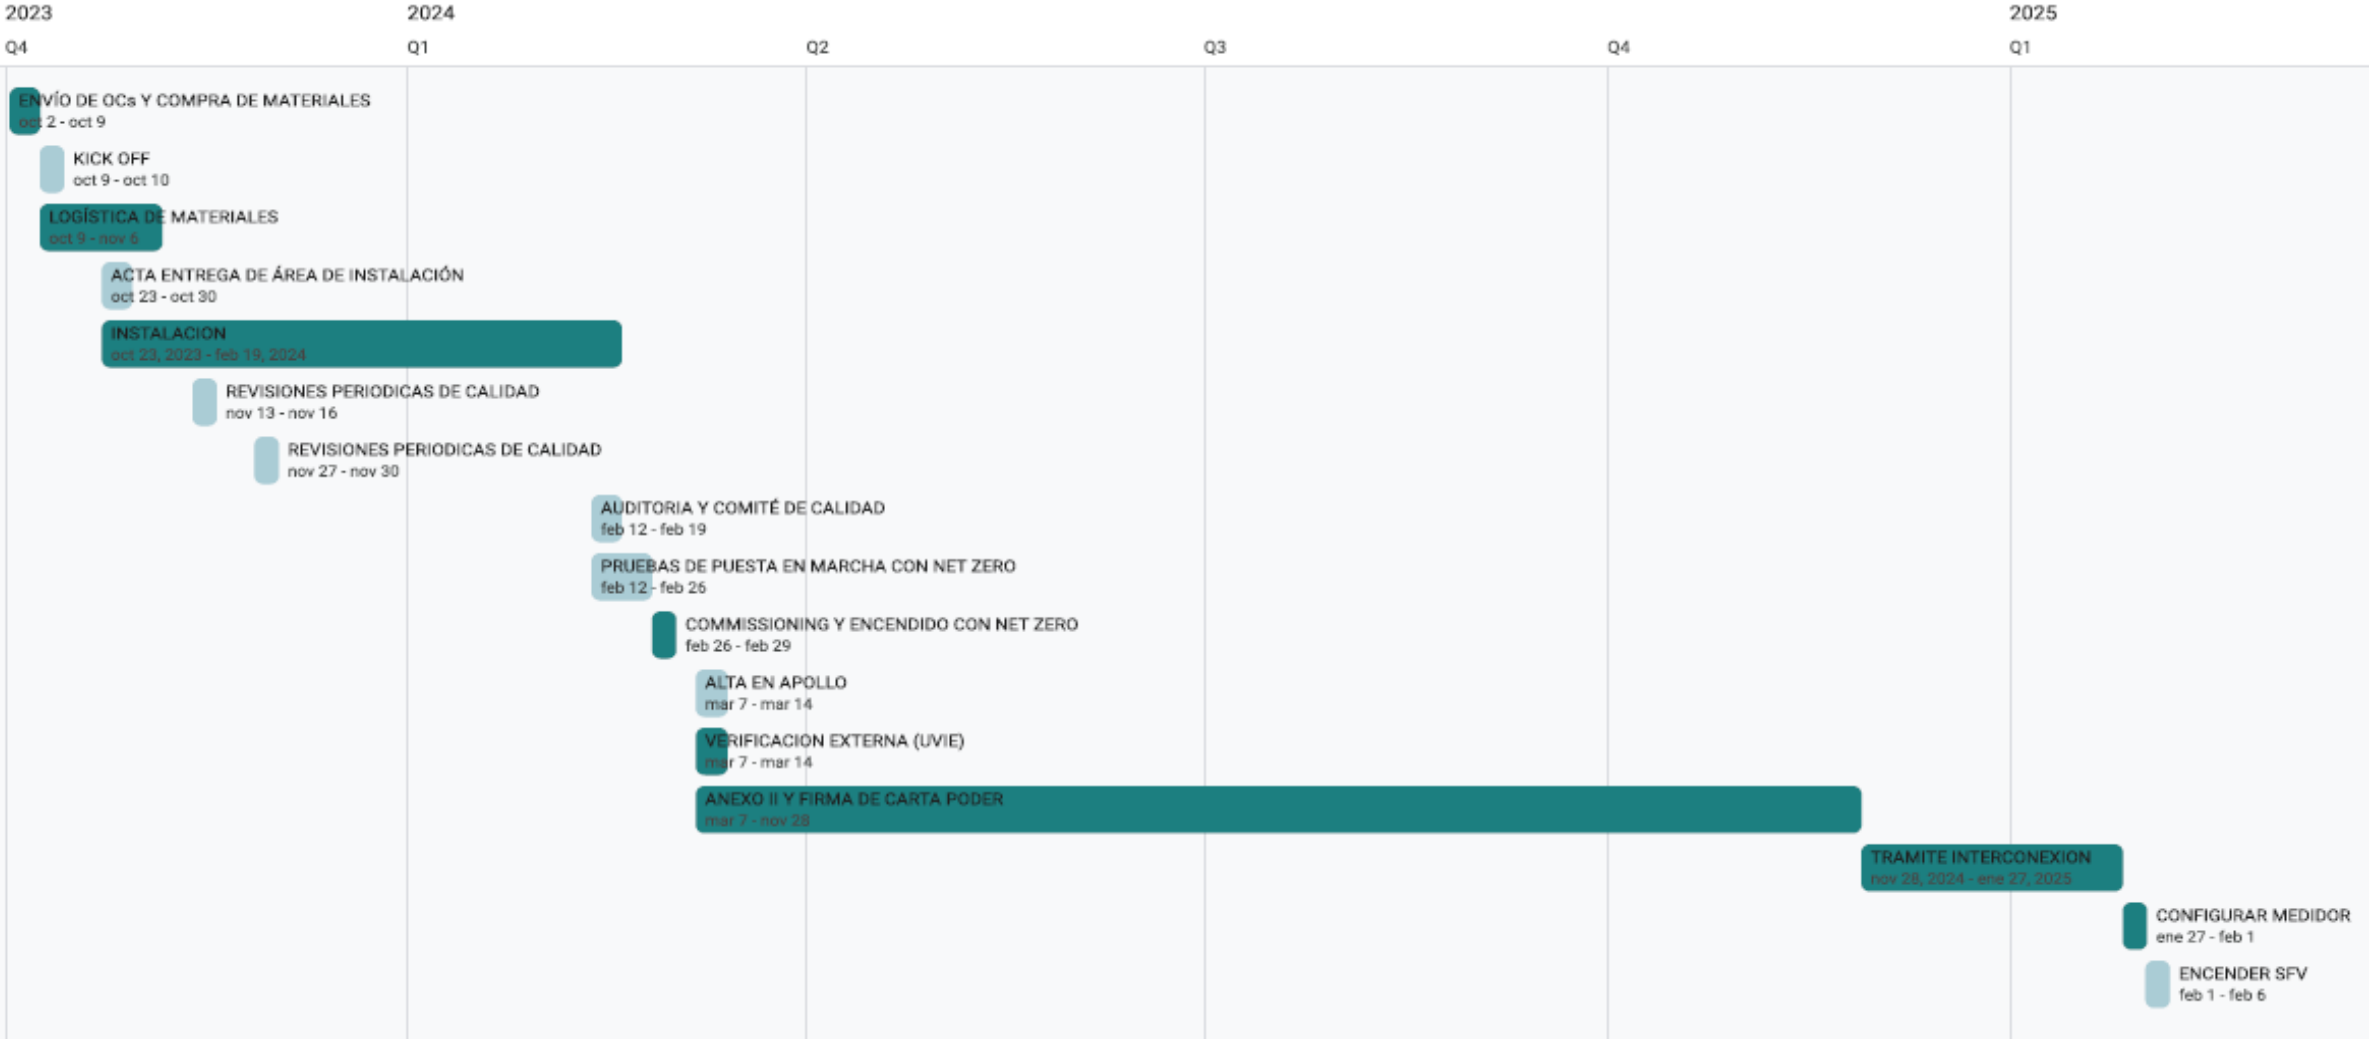 2023 2024 2025
Q4 Q1 Q2 Q3 Q4 Q1
ENVÍO DE OCs Y COMPRA DE MATERIALES
oct 2 - oct 9
KICK OFF
oct 9 - oct 10
LOGÍSTICA DE MATERIALES
oct 9 - nov 6
ACTA ENTREGA DE ÁREA DE INSTALACIÓN
oct 23 - oct 30
INSTALACION
oct 23, 2023 - feb 19, 2024
REVISIONES PERIODICAS DE CALIDAD
nov 13 - nov 16
REVISIONES PERIODICAS DE CALIDAD
nov 27 - nov 30
AUDITORIA Y COMITÉ DE CALIDAD
feb 12 - feb 19
PRUEBAS DE PUESTA EN MARCHA CON NET ZERO
feb 12 - feb 26
COMMISSIONING Y ENCENDIDO CON NET ZERO
feb 26 - feb 29
ALTA EN APOLLO
mar 7 - mar 14
VERIFICACION EXTERNA (UVIE)
mar 7 - mar 14
ANEXO II Y FIRMA DE CARTA PODER
mar 7 - nov 28
TRAMITE INTERCONEXION
nov 28, 2024 - ene 27, 2025
CONFIGURAR MEDIDOR
ene 27 - feb 1
ENCENDER SFV
feb 1 - feb 6